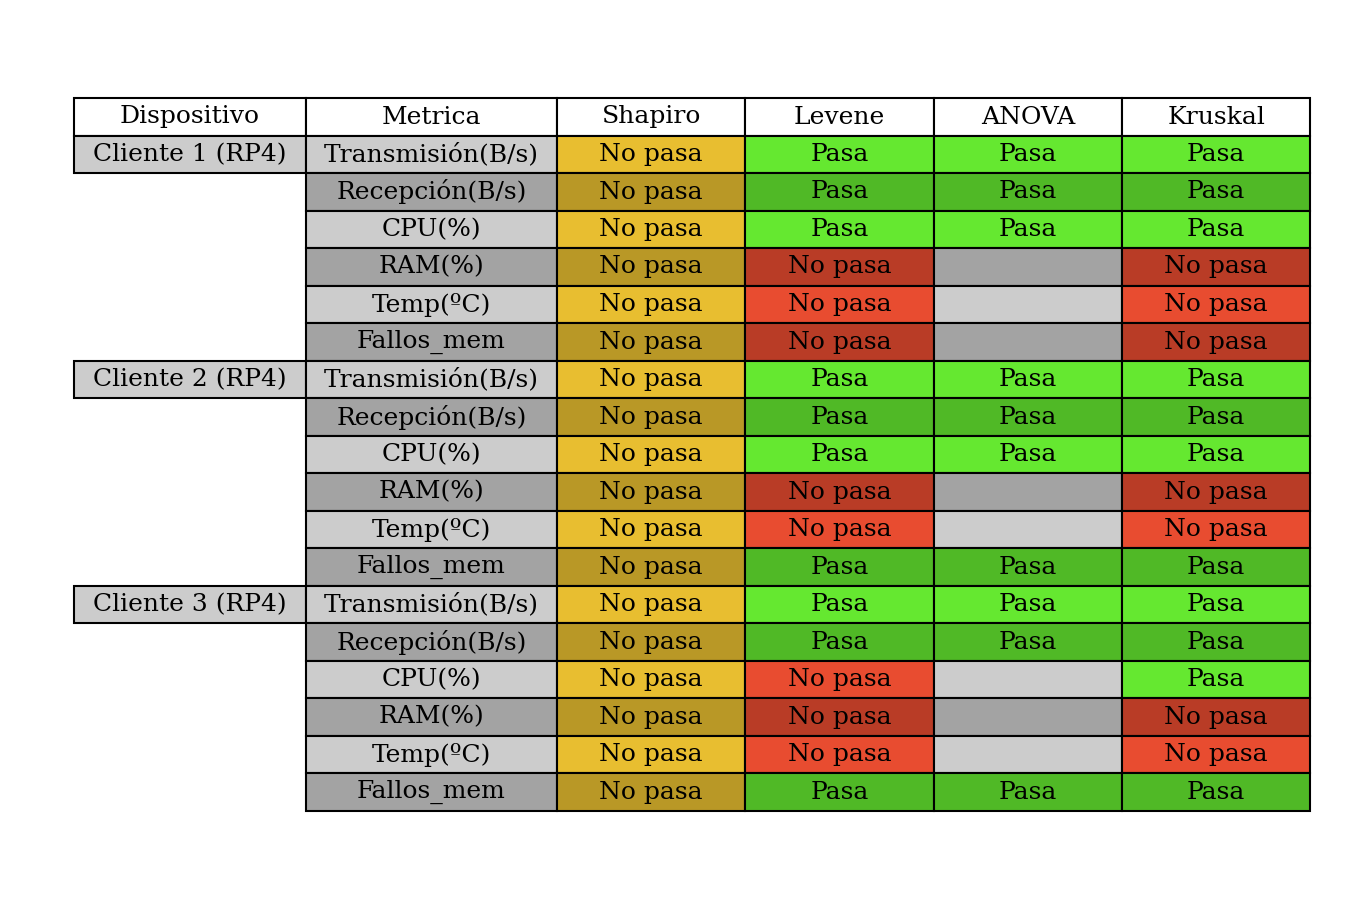 Dispositivo Metrica Shapiro Levene ANOVA Kruskal
Cliente 1 (RP4) Transmisión(B/s) No pasa Pasa Pasa Pasa
Recepción(B/s) No pasa Pasa Pasa Pasa
CPU(%) No pasa Pasa Pasa Pasa
RAM(%) No pasa No pasa No pasa
Temp(ºC) No pasa No pasa No pasa
Fallos_mem No pasa No pasa No pasa
Cliente 2 (RP4) Transmisión(B/s) No pasa Pasa Pasa Pasa
Recepción(B/s) No pasa Pasa Pasa Pasa
CPU(%) No pasa Pasa Pasa Pasa
RAM(%) No pasa No pasa No pasa
Temp(ºC) No pasa No pasa No pasa
Fallos_mem No pasa Pasa Pasa Pasa
Cliente 3 (RP4) Transmisión(B/s) No pasa Pasa Pasa Pasa
Recepción(B/s) No pasa Pasa Pasa Pasa
CPU(%) No pasa No pasa Pasa
RAM(%) No pasa No pasa No pasa
Temp(ºC) No pasa No pasa No pasa
Fallos_mem No pasa Pasa Pasa Pasa